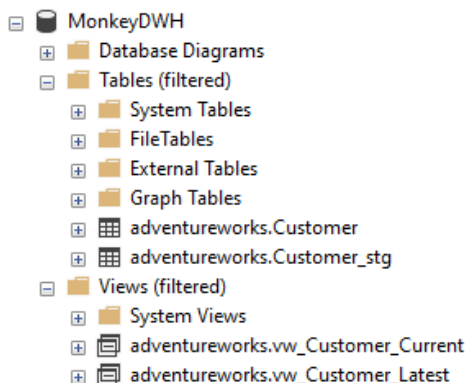 MonkeyDWH
Database Diagrams
Tables (filtered)
System Tables
FileTables
External Tables
Graph Tables
adventureworks.Customer
adventureworks.Customer_stg
Views (filtered)
System Views
adventureworks.vw_Customer_Current
adventureworks.vw_Customer_Latest